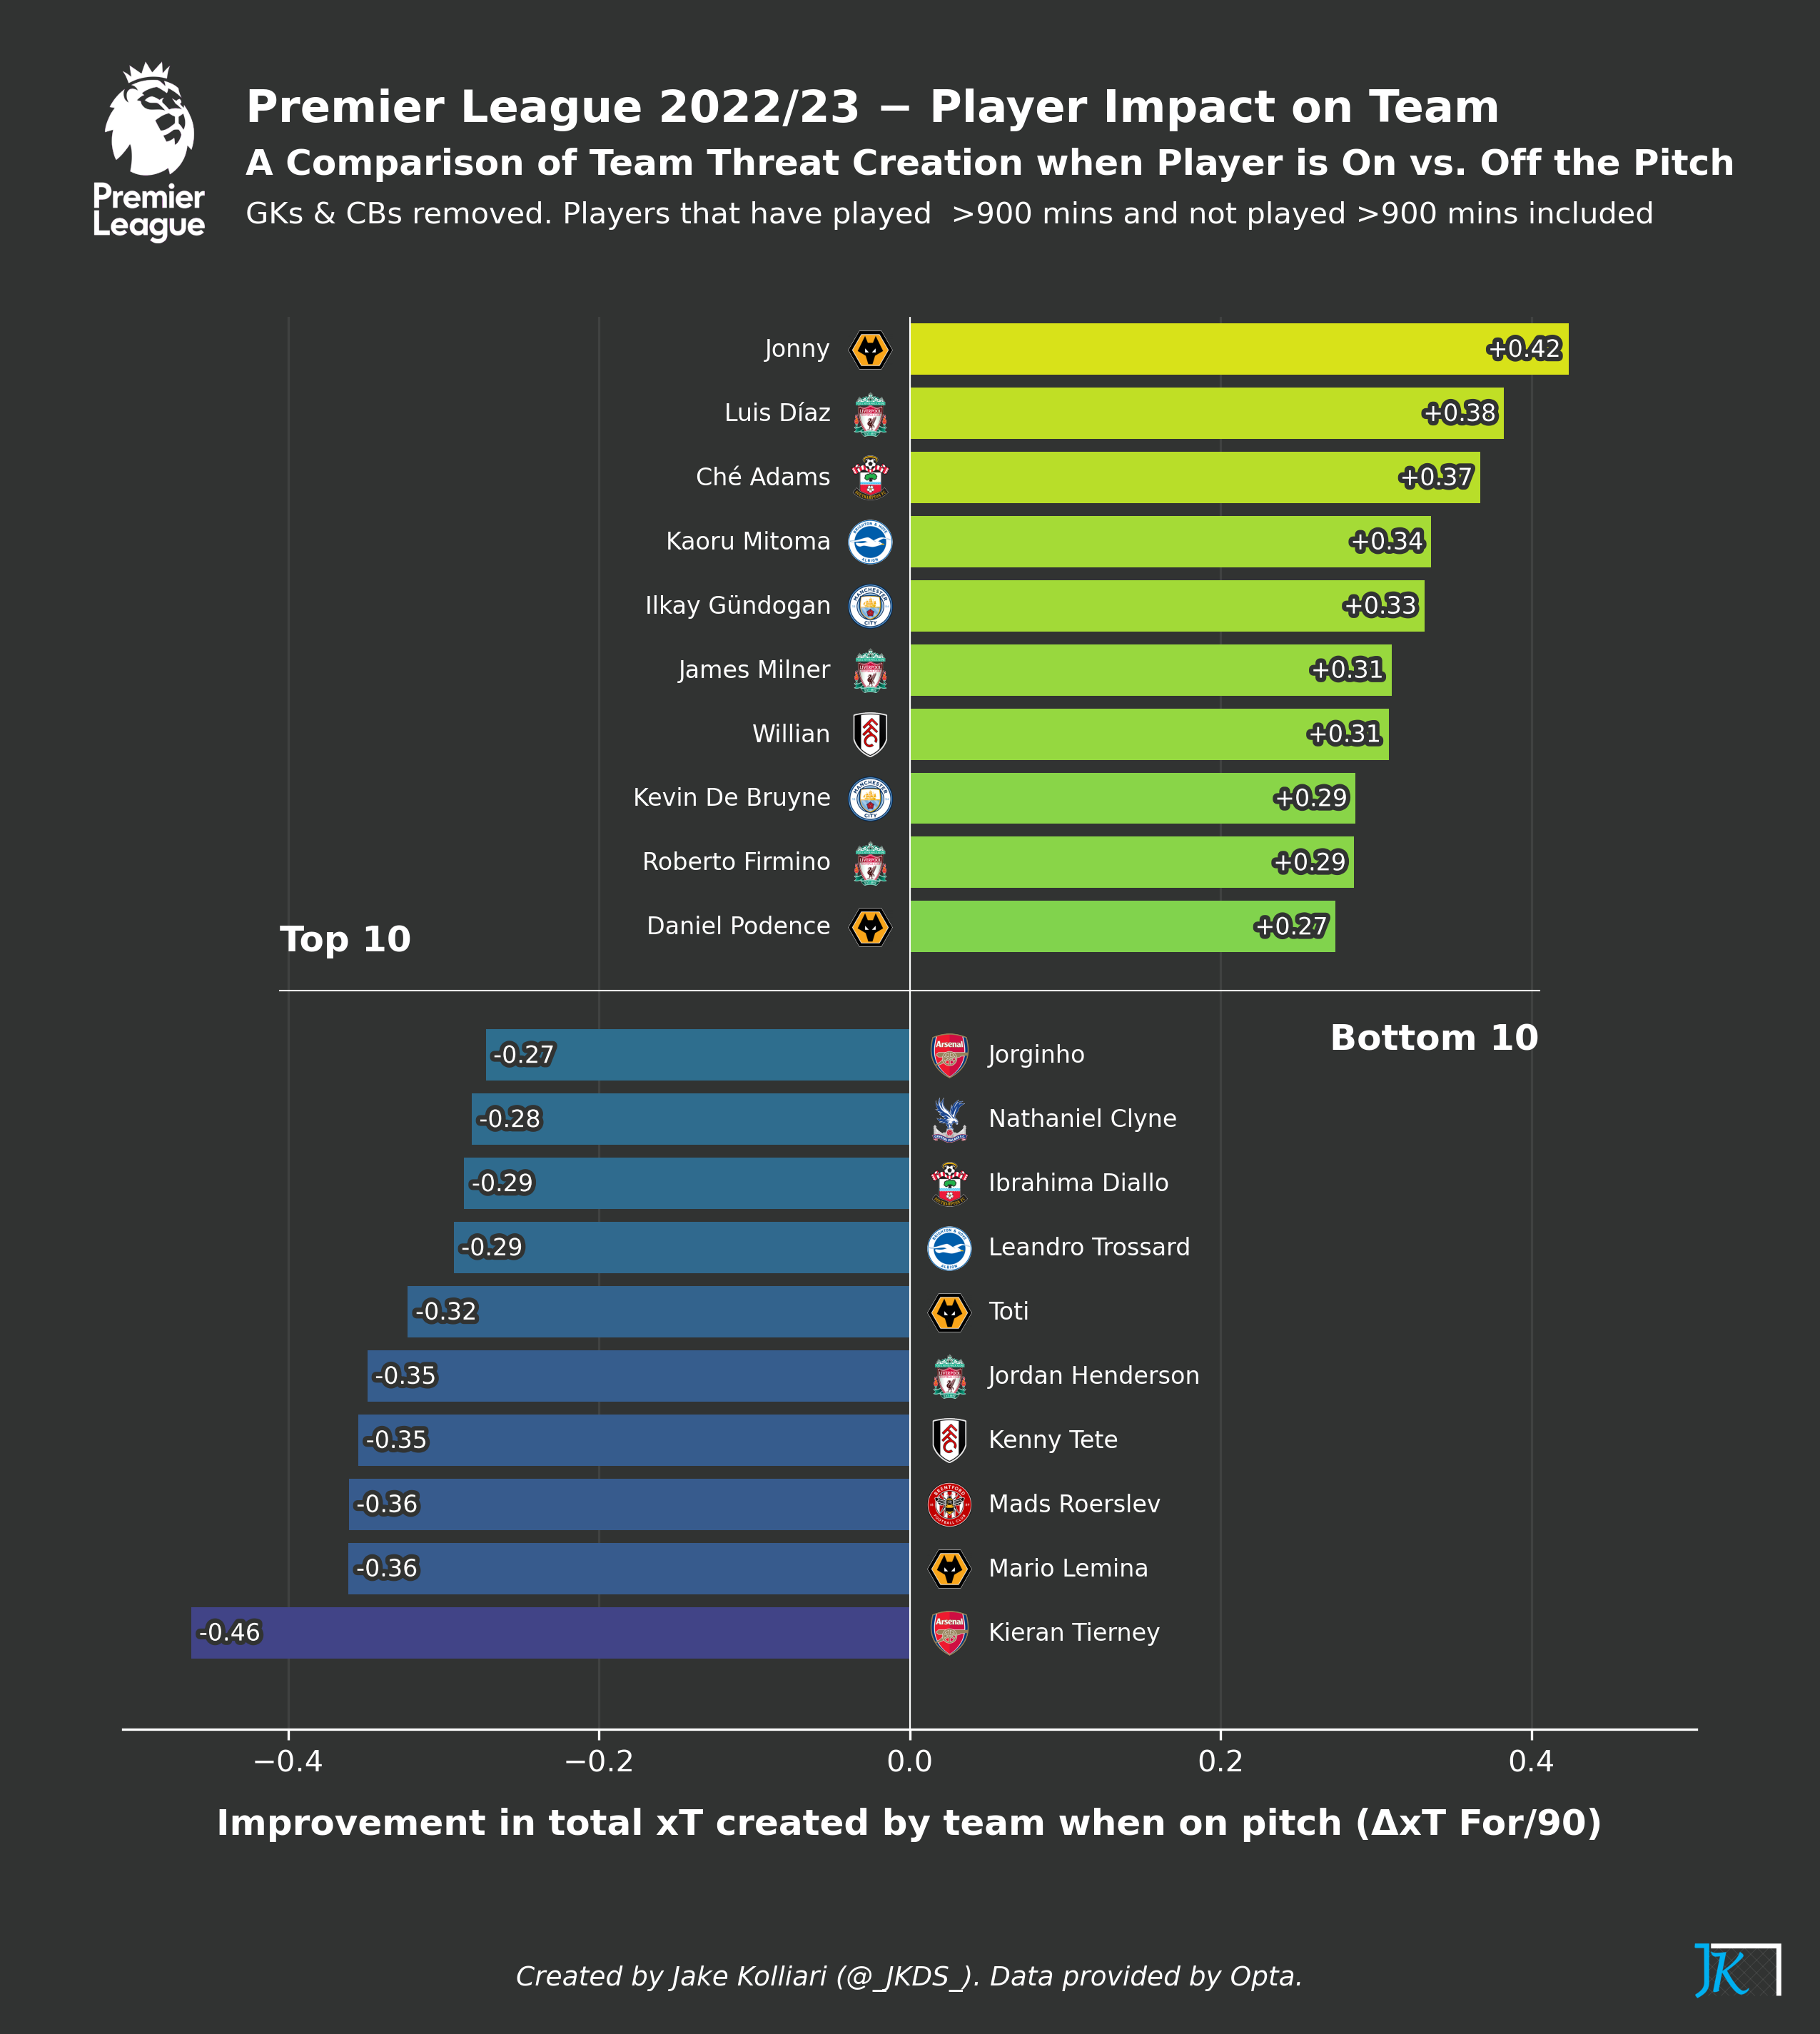 Premier League 2022/23 − Player Impact on Team
A Comparison of Team Threat Creation when Player is On vs. Off the Pitch
GKs & CBs removed. Players that have played  >900 mins and not played >900 mins included
Premier
League
Jonny +0.42
Luis Díaz +0.38
Ché Adams +0.37
Kaoru Mitoma +0.34
Ilkay Gündogan +0.33
James Milner +0.31
Willian +0.31
Kevin De Bruyne +0.29
Roberto Firmino +0.29
Daniel Podence +0.27
Top 10
Bottom 10
-0.27 Jorginho
-0.28 Nathaniel Clyne
-0.29 Ibrahima Diallo
-0.29 Leandro Trossard
-0.32 Toti
-0.35 Jordan Henderson
-0.35 Kenny Tete
-0.36 Mads Roerslev
-0.36 Mario Lemina
-0.46 Kieran Tierney
−0.4 −0.2 0.0 0.2 0.4
Improvement in total xT created by team when on pitch (ΔxT For/90)
Created by Jake Kolliari (@_JKDS_). Data provided by Opta.
JK